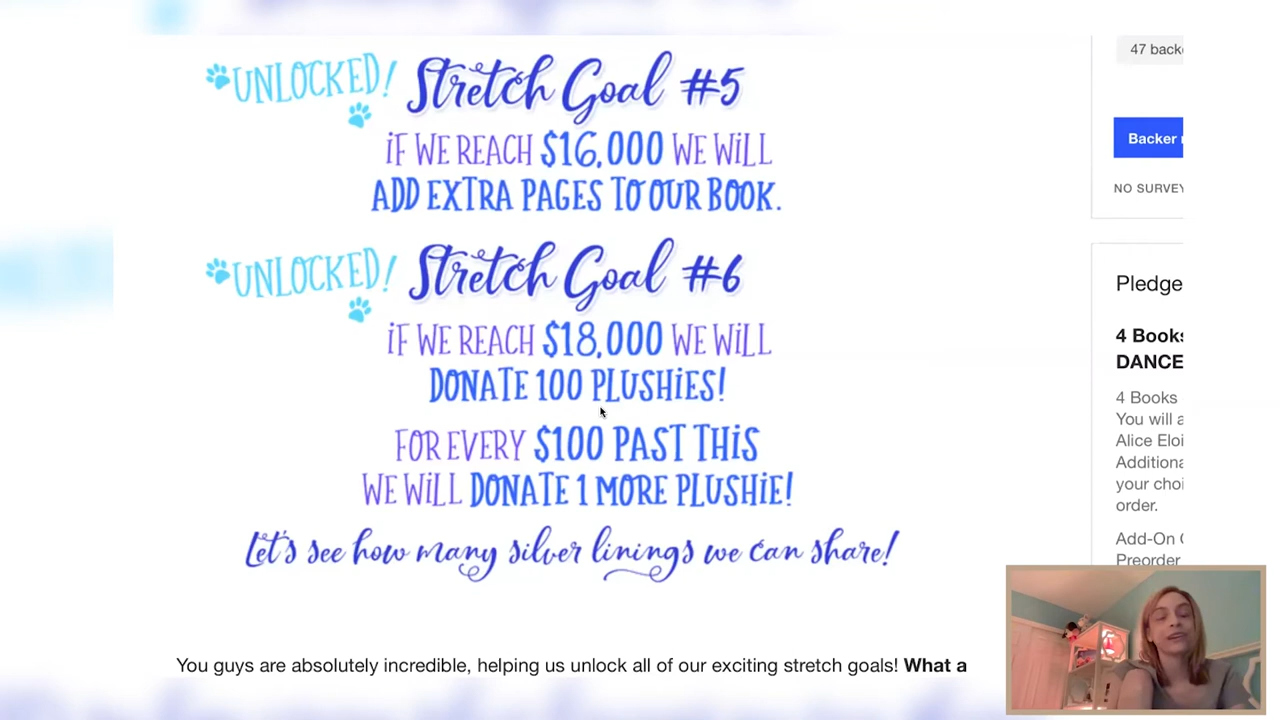 UNLOCKED! Stretch Goal #5
iF WE REACH $16,000 WE WiLL
ADD EXTRA PAGES TO OUR BOOK.
UNLOCKED! Stretch Goal #6
iF WE REACH $18,000 WE WiLL
DONATE 100 PLUSHiES!
FOR EVERY $100 PAST THiS
WE WiLL DONATE 1 MORE PLUSHiE!
Let's see how many silver linings we can share!
You guys are absolutely incredible, helping us unlock all of our exciting stretch goals! What a
47
Backer
NO SURVEY
Pledge
4 Books
DANCE
4 Books
You will a
Alice
your
order.
Add-On
Preorder